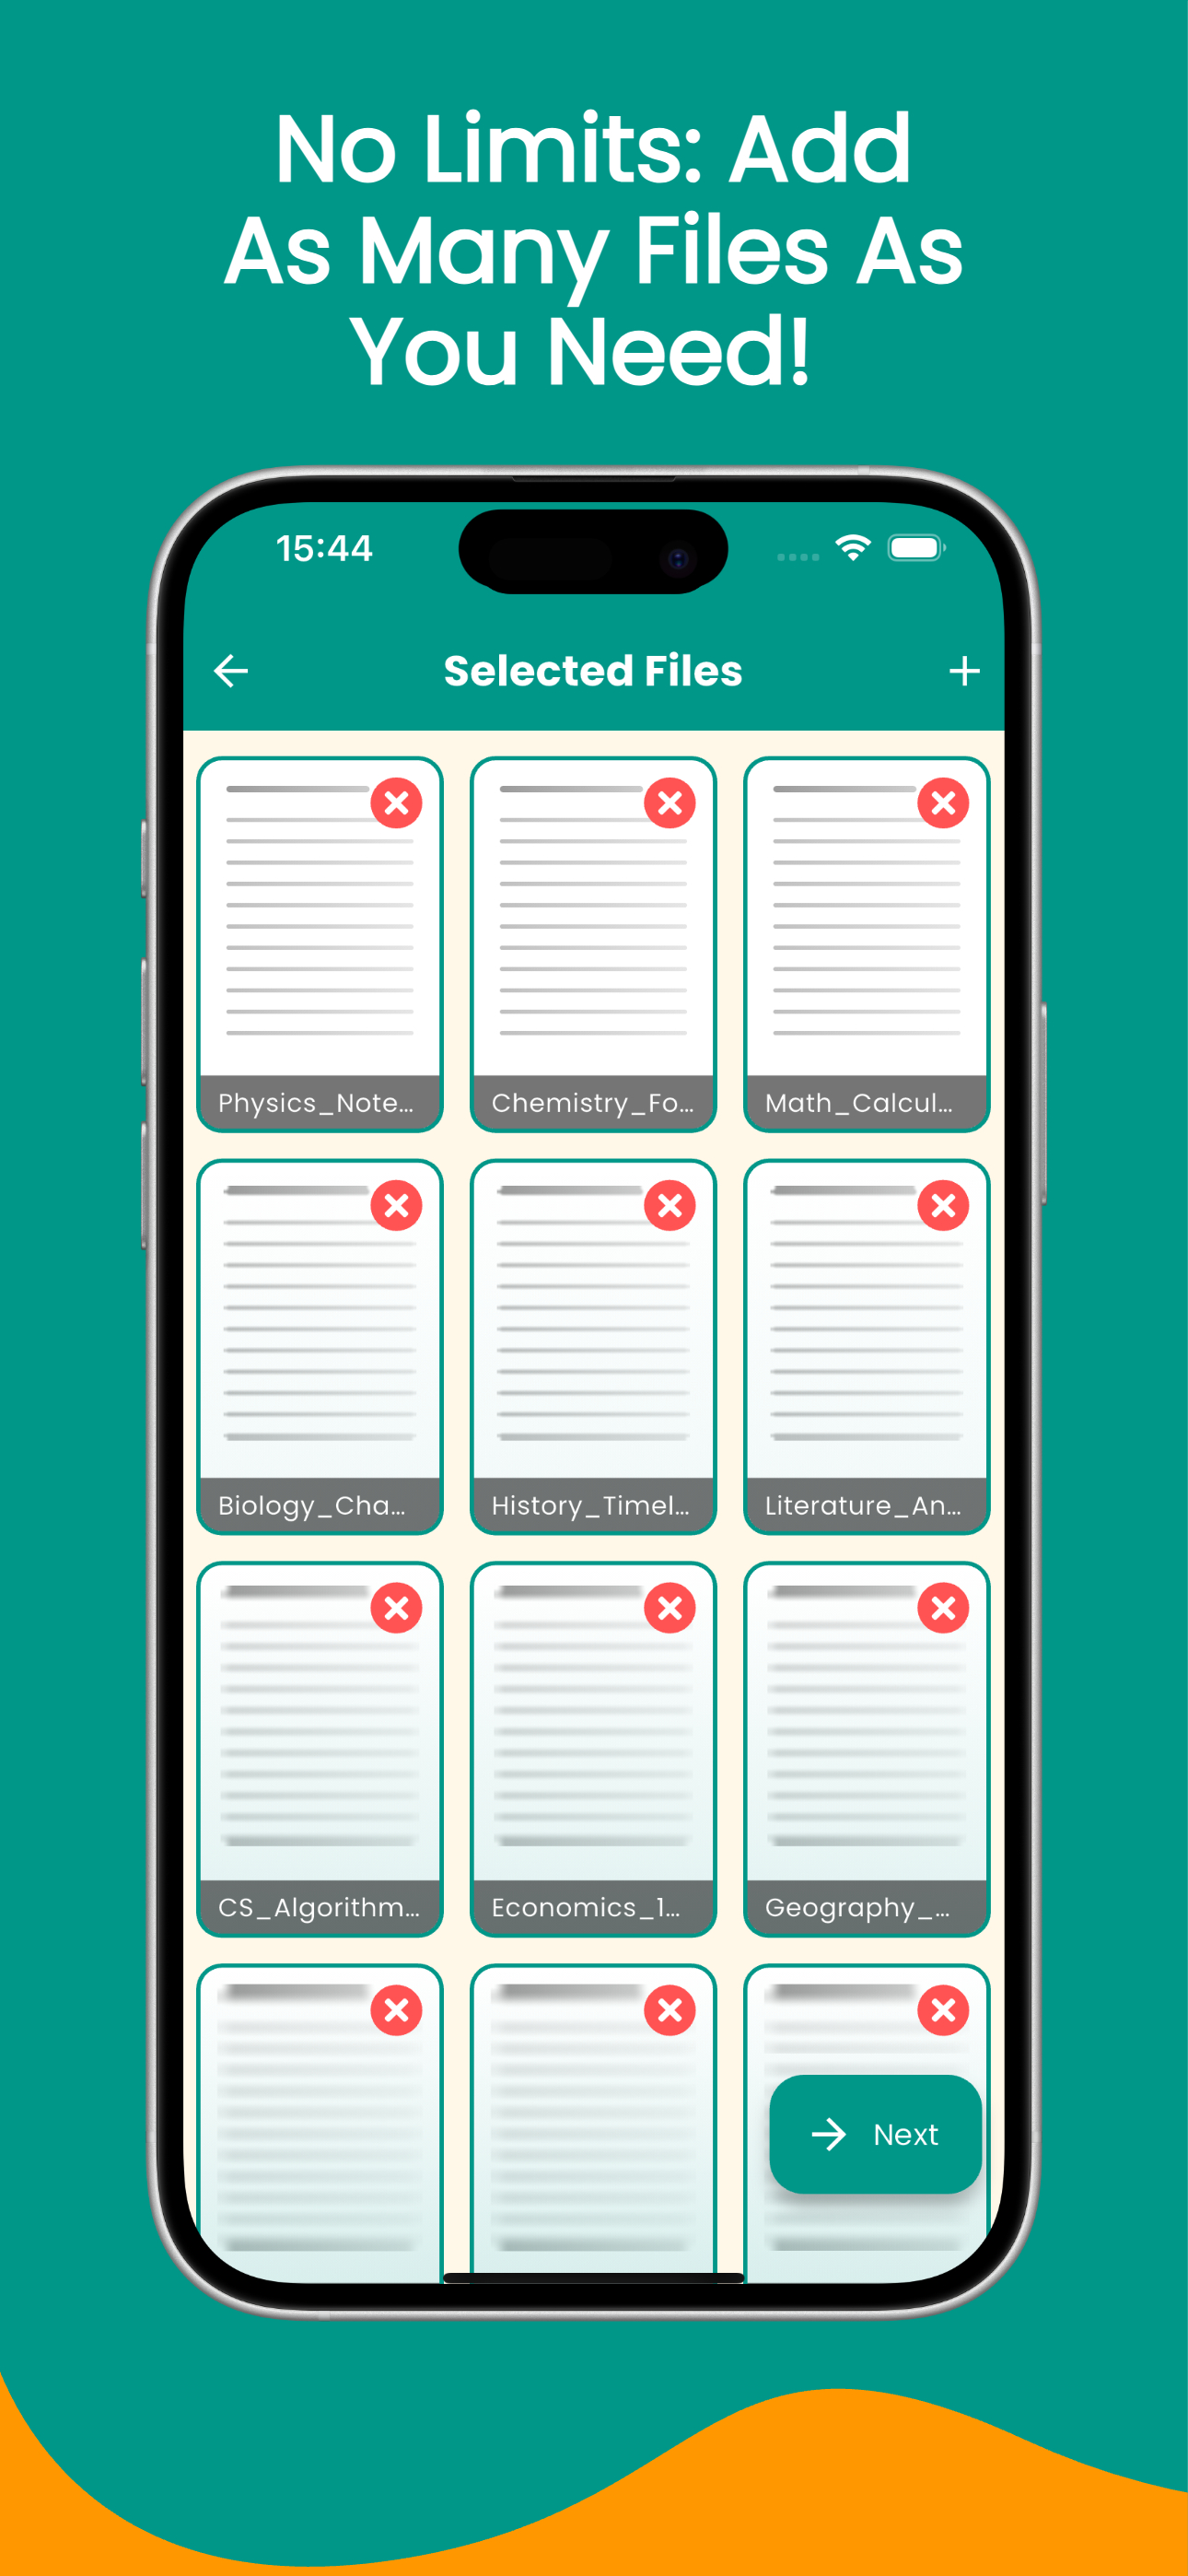 No Limits: Add
As Many Files As
You Need!
15:44
Selected Files
Physics_Note...
Chemistry_Fo...
Math_Calcul...
Biology_Cha...
History_Timel...
Literature_An...
CS_Algorithm...
Economics_1...
Geography_...
Next